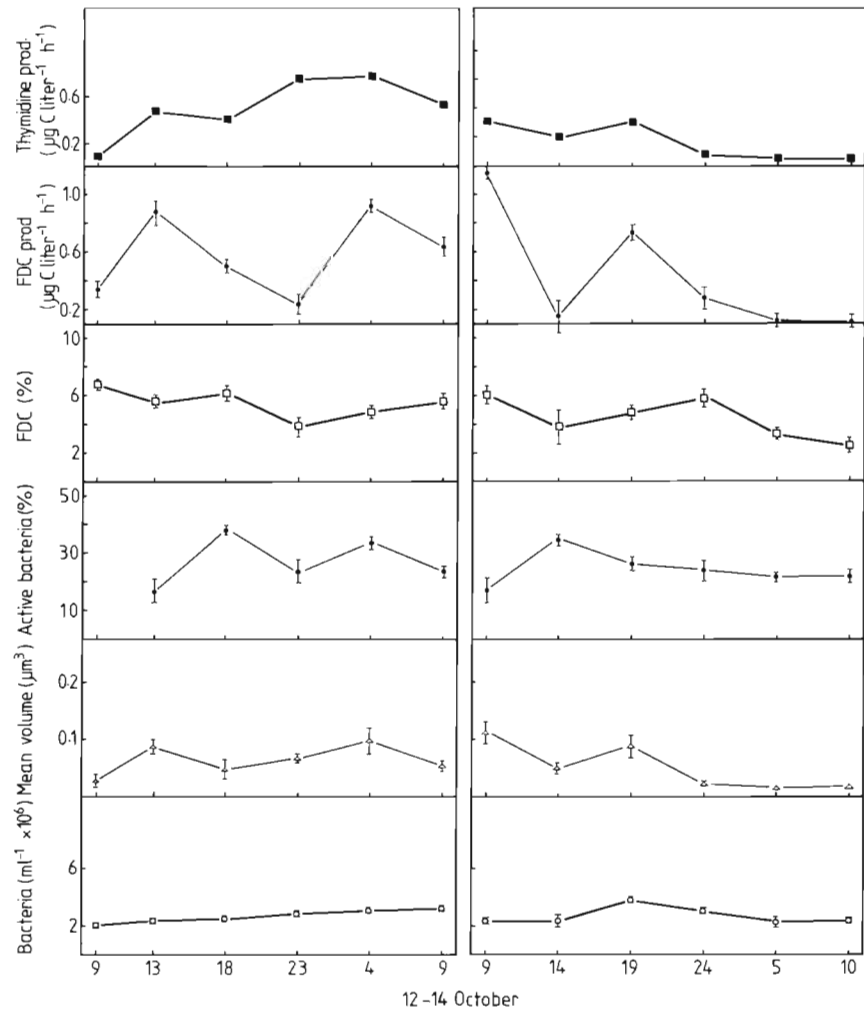 Thymidine prod.
(µg C liter⁻¹ h⁻¹)
0.6
0.2
FDC prod
(µg C liter⁻¹ h⁻¹)
1.0
0.6
0.2
FDC (%)
10
6
2
Active bacteria (%)
50
30
10
Mean volume (µm³)
0.2
0.1
Bacteria (ml⁻¹ ×10⁶)
6
2
9 13 18 23 4 9 9 14 19 24 5 10
12-14 October